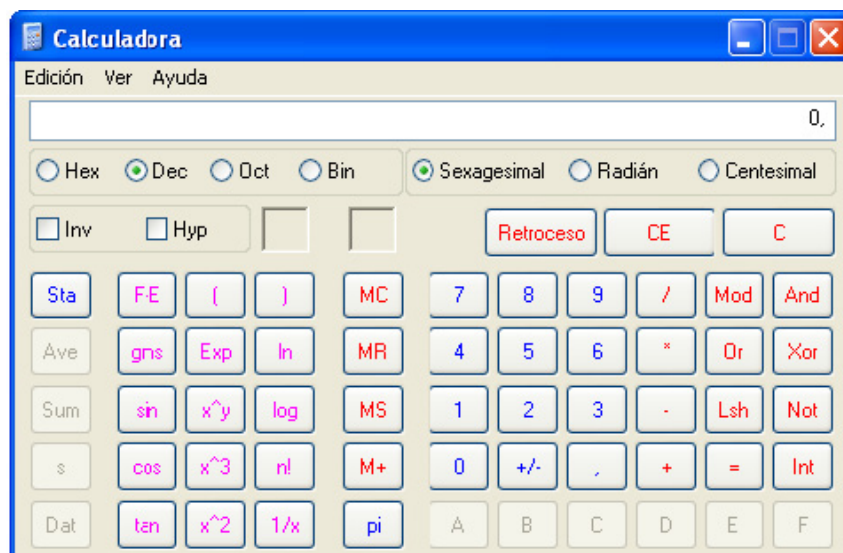 Calculadora
Edición Ver Ayuda
0,
Hex Dec Oct Bin Sexagesimal Radián Centesimal
Inv Hyp Retroceso CE C
Sta F-E ( ) MC 7 8 9 / Mod And
Ave gms Exp ln MR 4 5 6 * Or Xor
Sum sin x^y log MS 1 2 3 - Lsh Not
s cos x^3 n! M+ 0 +/- , + = Int
Dat tan x^2 1/x pi A B C D E F